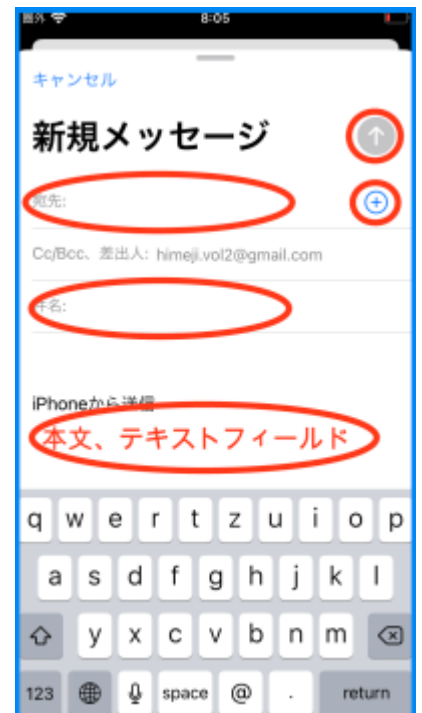 圏外 8:05
キャンセル
新規メッセージ
宛先:
Cc/Bcc、差出人: himeji.vol2@gmail.com
件名:
iPhoneから送信
本文、テキストフィールド
q w e r t z u i o p
a s d f g h j k l
y x c v b n m
123 space @ . return